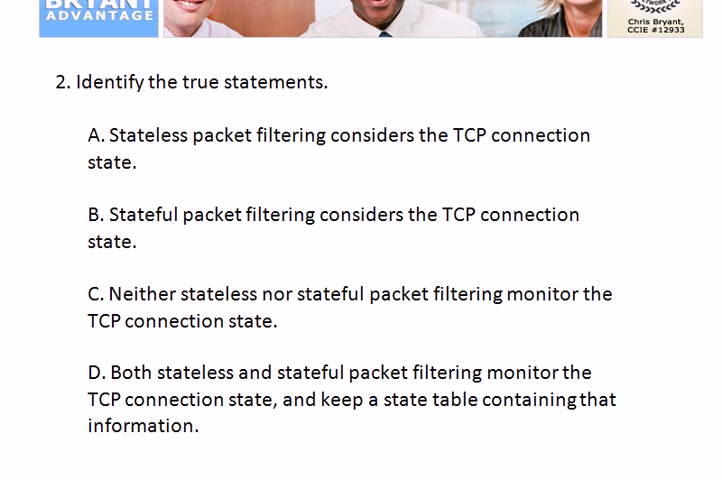 BRYANT
ADVANTAGE
Chris Bryant,
CCIE #12933
2. Identify the true statements.
A. Stateless packet filtering considers the TCP connection
state.
B. Stateful packet filtering considers the TCP connection
state.
C. Neither stateless nor stateful packet filtering monitor the
TCP connection state.
D. Both stateless and stateful packet filtering monitor the
TCP connection state, and keep a state table containing that
information.